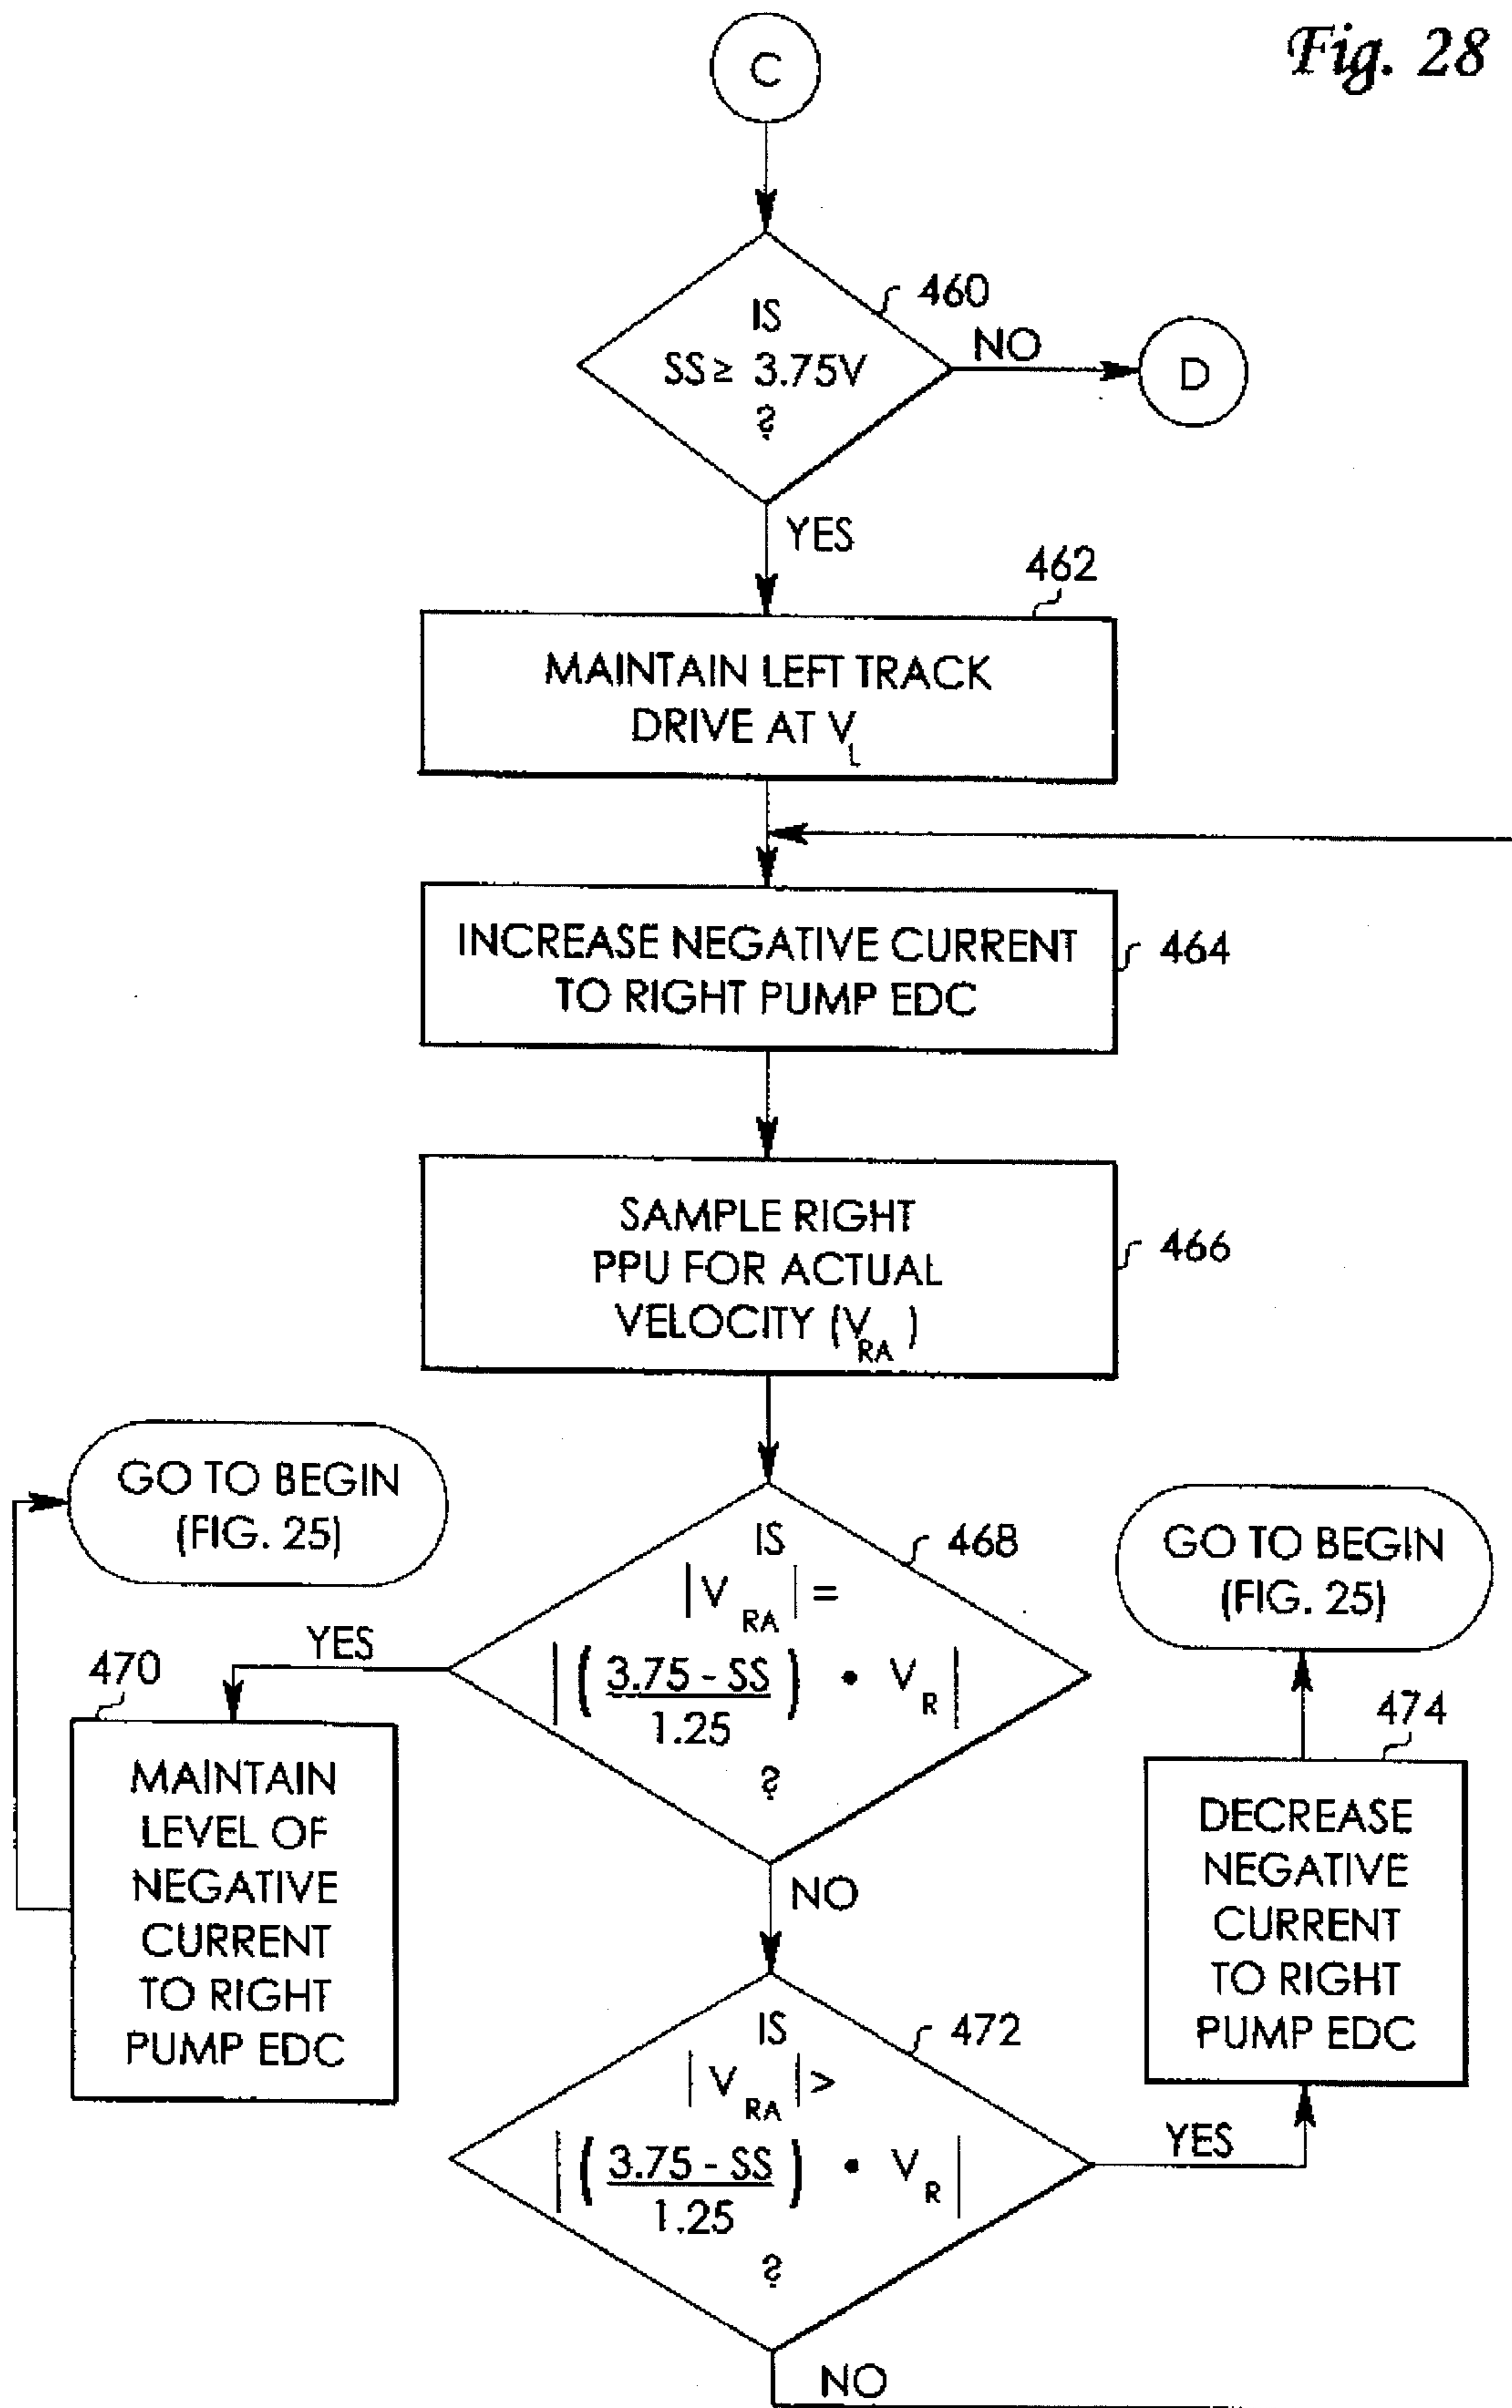 Fig. 28
C
460
IS
SS ≥ 3.75V
?
NO
D
YES
462
MAINTAIN LEFT TRACK
DRIVE AT V_L
INCREASE NEGATIVE CURRENT
TO RIGHT PUMP EDC
464
SAMPLE RIGHT
PPU FOR ACTUAL
VELOCITY (V_RA)
466
GO TO BEGIN
(FIG. 25)
IS
|V_RA| =
|(3.75 - SS
1.25) • V_R|
?
468
YES
470
MAINTAIN
LEVEL OF
NEGATIVE
CURRENT
TO RIGHT
PUMP EDC
NO
GO TO BEGIN
(FIG. 25)
474
DECREASE
NEGATIVE
CURRENT
TO RIGHT
PUMP EDC
IS
|V_RA| >
|(3.75 - SS
1.25) • V_R|
?
472
YES
NO